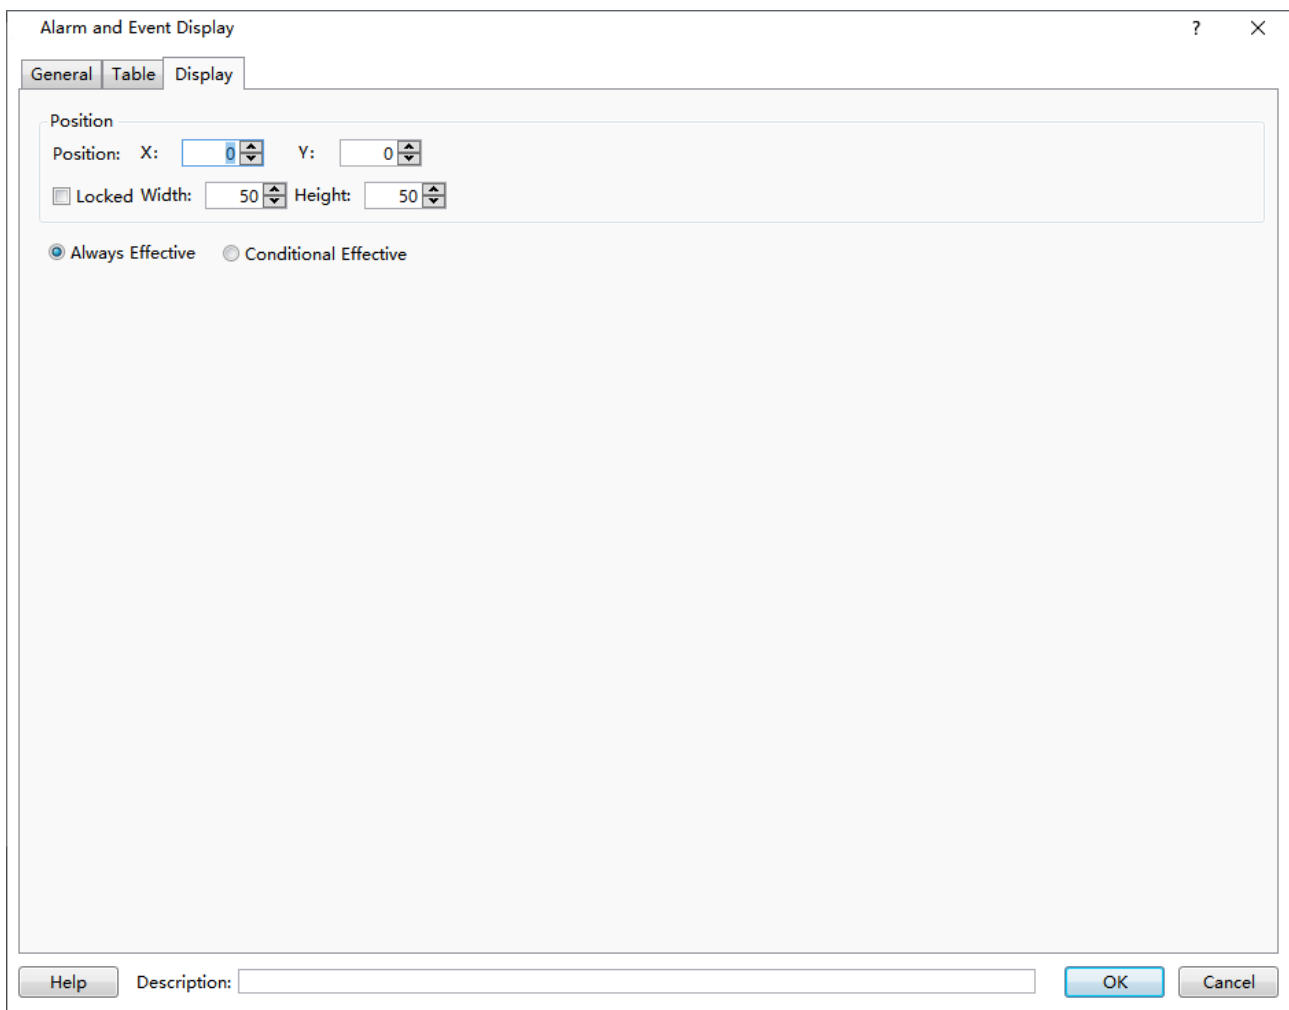 Alarm and Event Display ?
General Table Display
Position
Position: X: 0 Y: 0
Locked Width: 50 Height: 50
Always Effective Conditional Effective
Help Description: OK Cancel